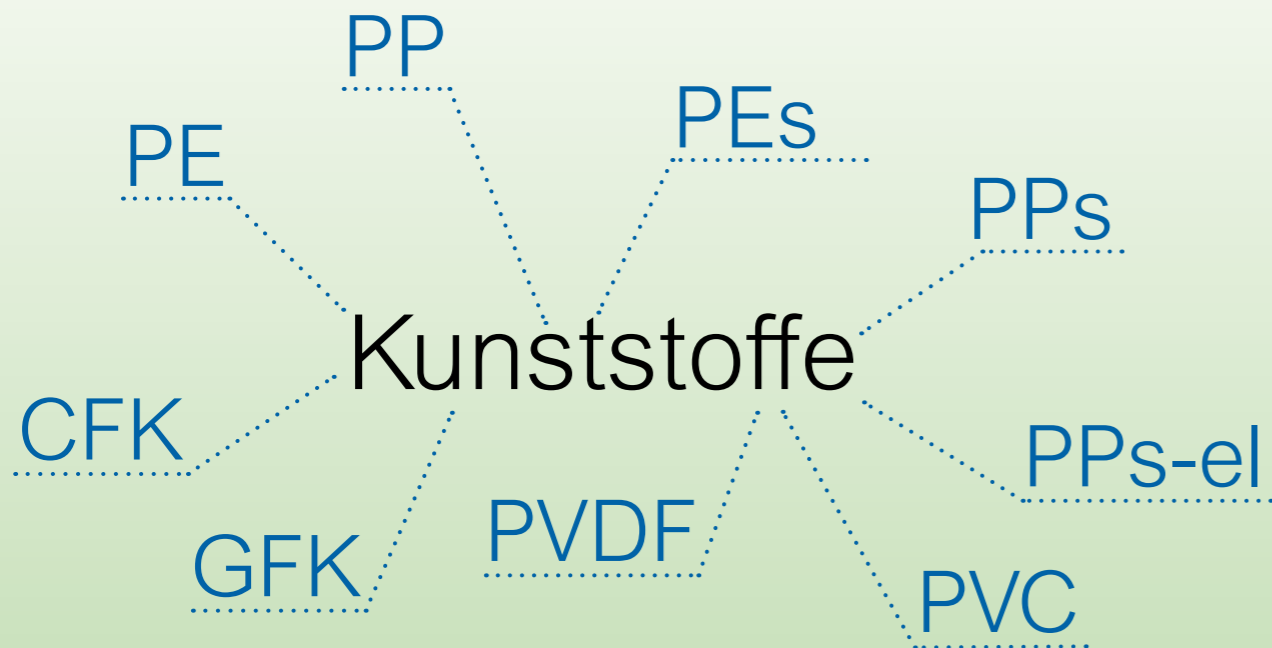 PP
PEs
PE
PPs
Kunststoffe
CFK
PPs-el
PVDF
GFK
PVC